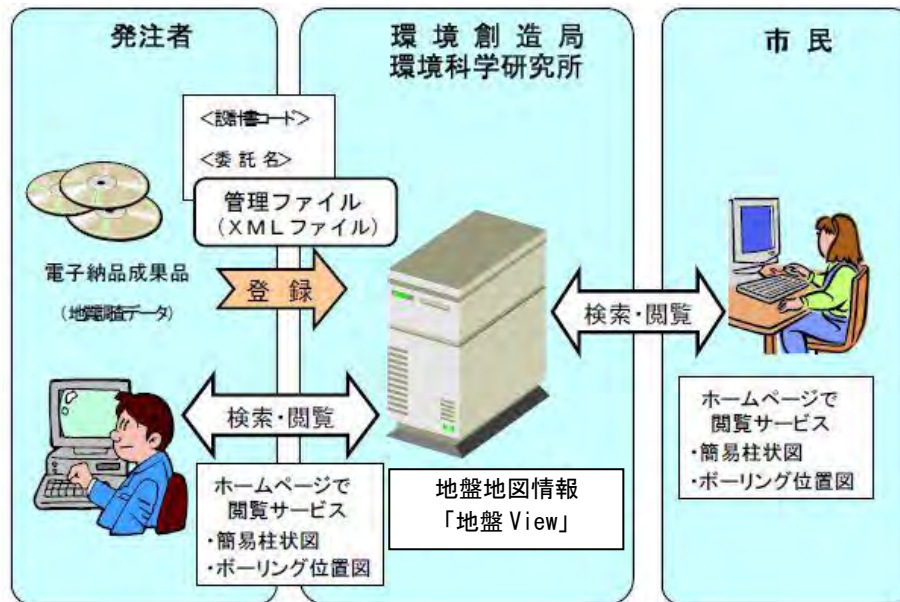 発注者
環境創造局
環境科学研究所
市民
<設計書コード>
<委託名>
管理ファイル
(XMLファイル)
電子納品成果品
(地質調査データ)
登録
検索・閲覧
ホームページで
閲覧サービス
・簡易柱状図
・ボーリング位置図
地盤地図情報
「地盤View」
検索・閲覧
ホームページで
閲覧サービス
・簡易柱状図
・ボーリング位置図